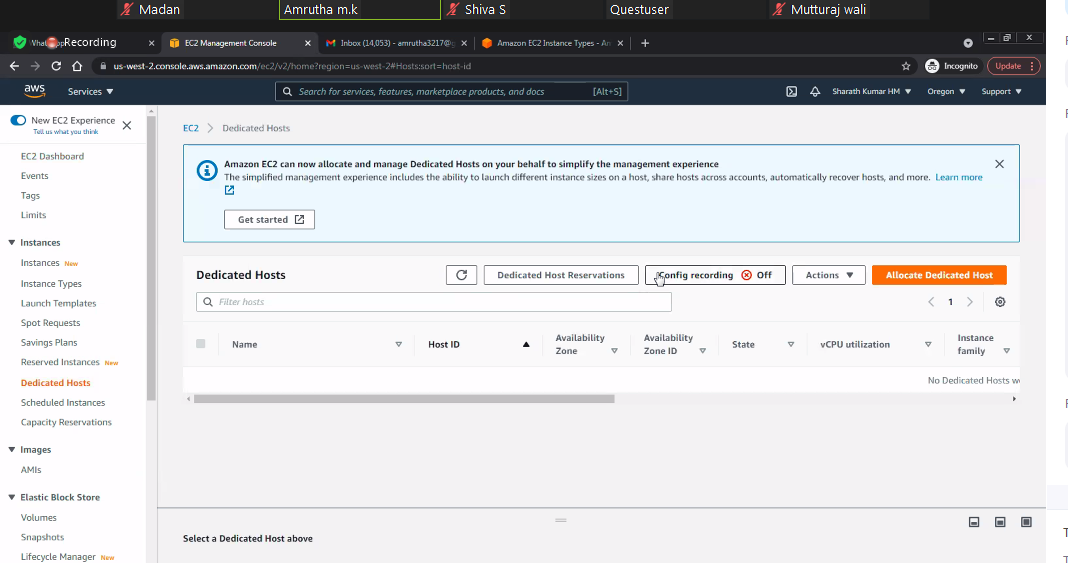 Madan
Amrutha m.k
Shiva S
Questuser
Mutturaj wali
Recording
EC2 Management Console
Inbox (14,053) - amrutha3217@g
Amazon EC2 Instance Types - An
us-west-2.console.aws.amazon.com/ec2/v2/home?region=us-west-2#Hosts:sort=host-id
Incognito
Update
aws
Services
Search for services, features, marketplace products, and docs
[Alt+S]
Sharath Kumar HM
Oregon
Support
New EC2 Experience
Tell us what you think
EC2 Dashboard
Events
Tags
Limits
Instances
Instances New
Instance Types
Launch Templates
Spot Requests
Savings Plans
Reserved Instances New
Dedicated Hosts
Scheduled Instances
Capacity Reservations
Images
AMIs
Elastic Block Store
Volumes
Snapshots
Lifecycle Manager New
EC2 > Dedicated Hosts
Amazon EC2 can now allocate and manage Dedicated Hosts on your behalf to simplify the management experience
The simplified management experience includes the ability to launch different instance sizes on a host, share hosts across accounts, automatically recover hosts, and more. Learn more
Get started
Dedicated Hosts
Dedicated Host Reservations
Config recording Off
Actions
Allocate Dedicated Host
Filter hosts
1
Name
Host ID
Availability Zone
Availability Zone ID
State
vCPU utilization
Instance family
No Dedicated Hosts we
Select a Dedicated Host above